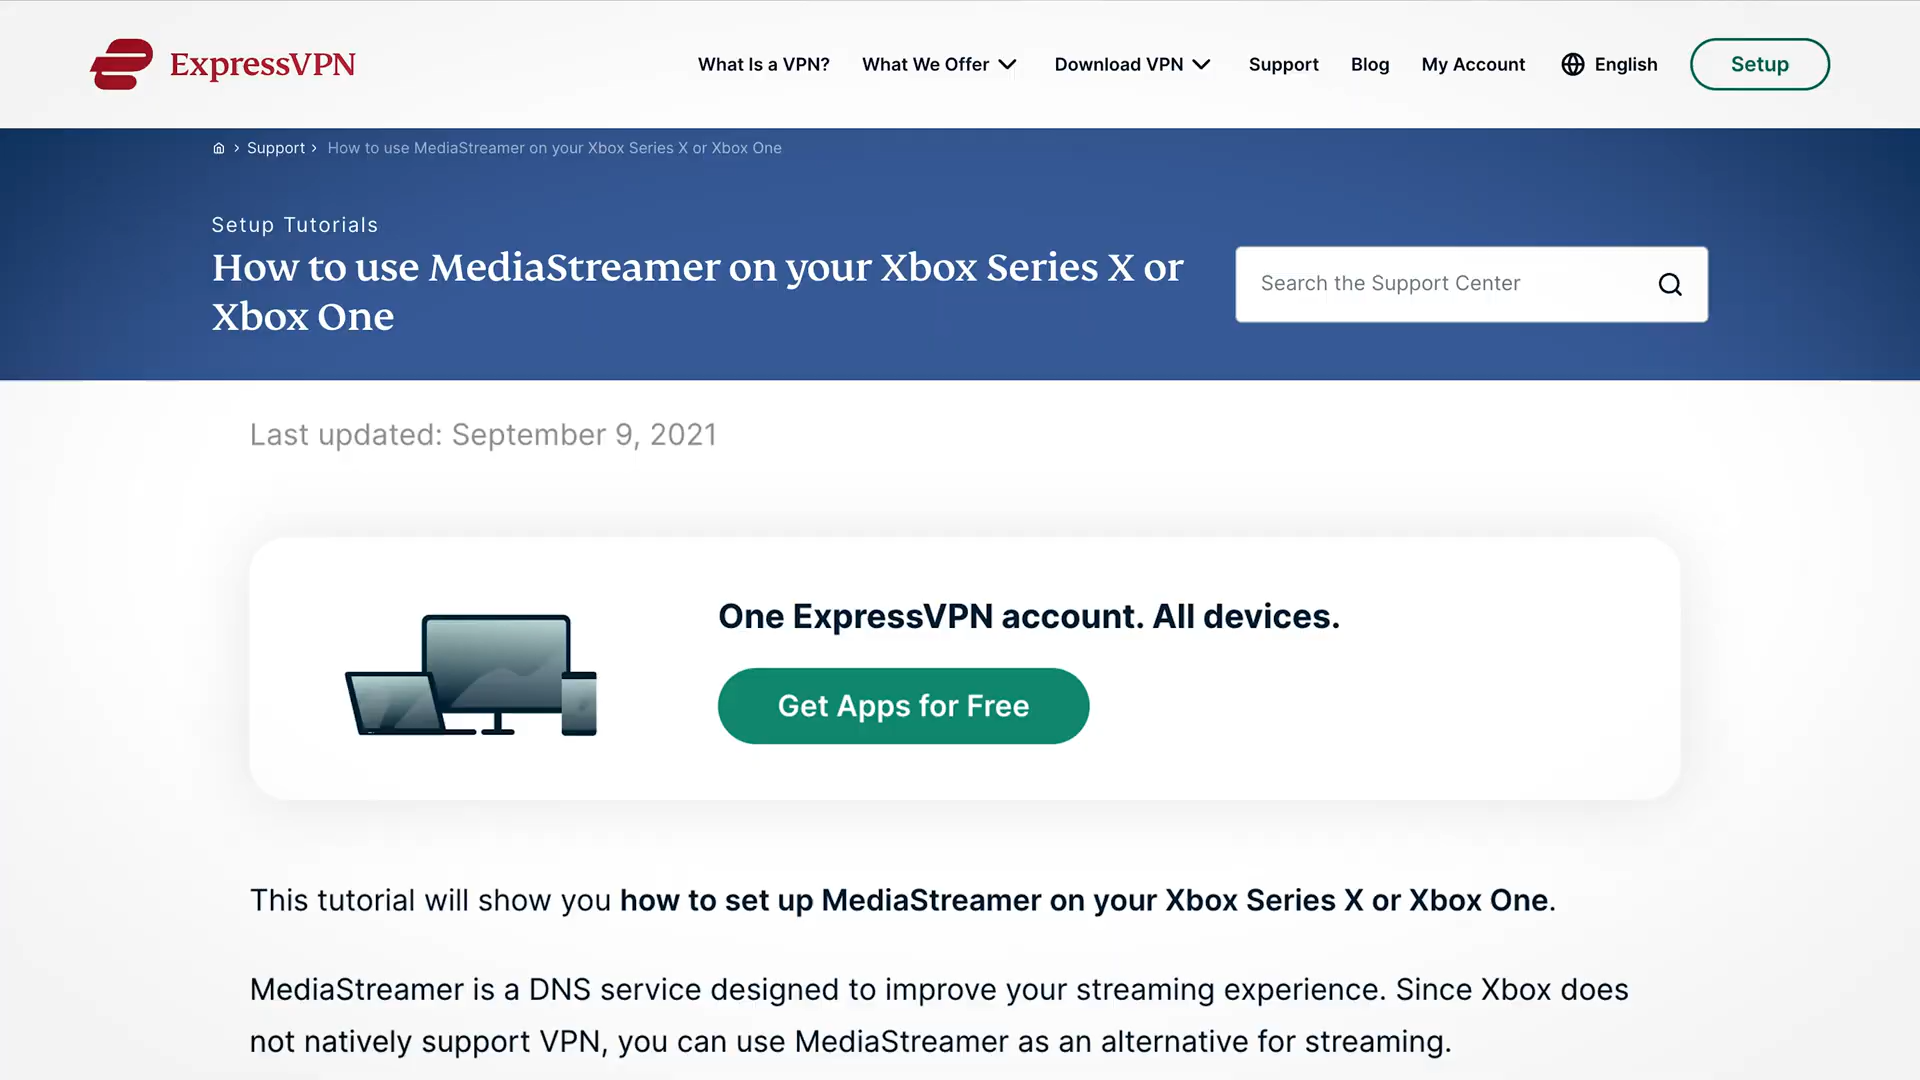 ExpressVPN
What Is a VPN? What We Offer Download VPN Support Blog My Account English Setup
Support How to use MediaStreamer on your Xbox Series X or Xbox One
Setup Tutorials
How to use MediaStreamer on your Xbox Series X or
Xbox One
Search the Support Center
Last updated: September 9, 2021
One ExpressVPN account. All devices.
Get Apps for Free
This tutorial will show you how to set up MediaStreamer on your Xbox Series X or Xbox One.
MediaStreamer is a DNS service designed to improve your streaming experience. Since Xbox does
not natively support VPN, you can use MediaStreamer as an alternative for streaming.